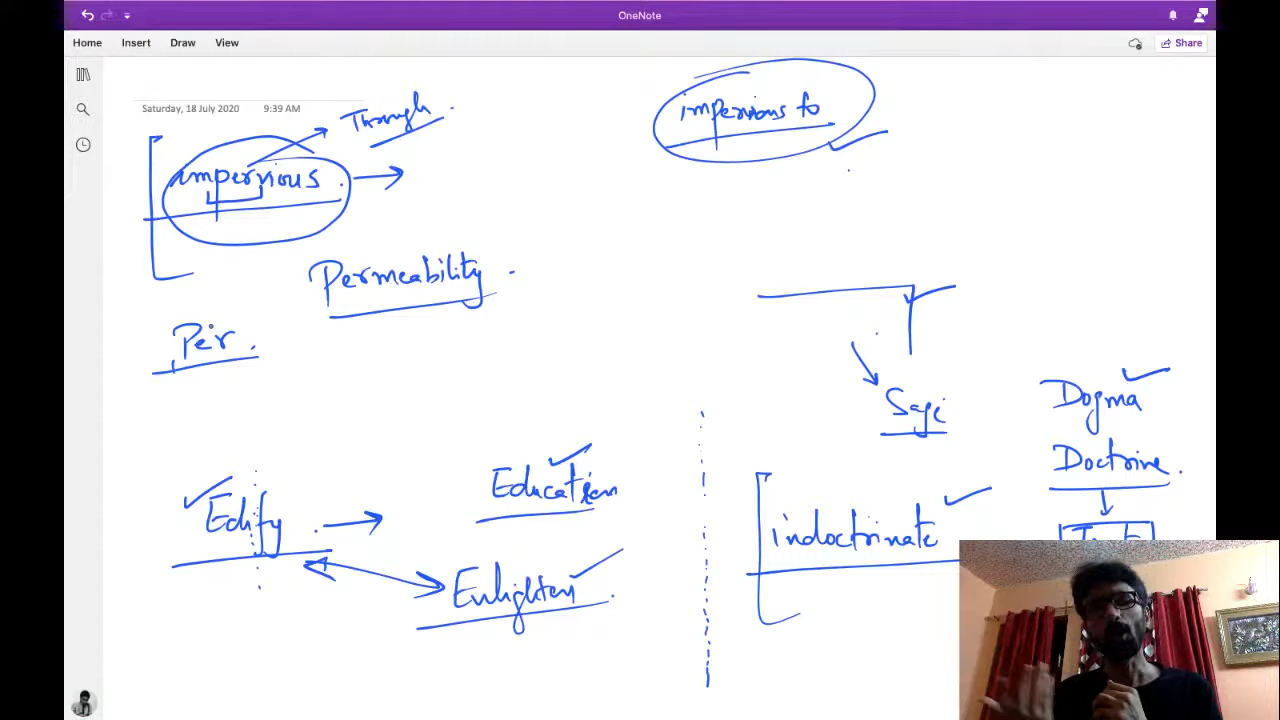 OneNote
Home Insert Draw View
Share
Saturday, 18 July 2020 9:39 AM
Through
impervious to
impervious
Permeability
Per
Dogma
Doctrine
Edify
Education
indoctrinate
Enlighten